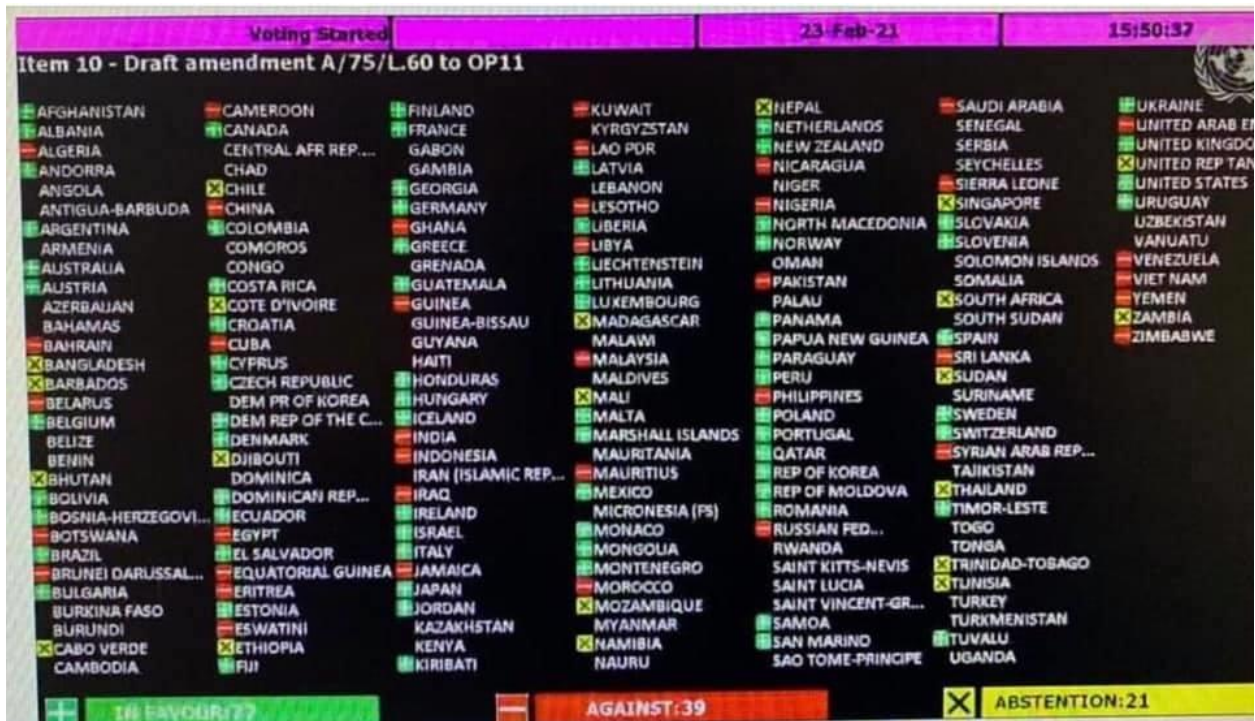 Voting Started 23-Feb-21 15:50:37
Item 10 - Draft amendment A/75/L.60 to OP11
AFGHANISTAN
ALBANIA
ALGERIA
ANDORRA
ANGOLA
ANTIGUA-BARBUDA
ARGENTINA
ARMENIA
AUSTRALIA
AUSTRIA
AZERBAIJAN
BAHAMAS
BAHRAIN
BANGLADESH
BARBADOS
BELARUS
BELGIUM
BELIZE
BENIN
BHUTAN
BOLIVIA
BOSNIA-HERZEGOVI...
BOTSWANA
BRAZIL
BRUNEI DARUSSAL...
BULGARIA
BURKINA FASO
BURUNDI
CABO VERDE
CAMBODIA
CAMEROON
CANADA
CENTRAL AFR REP....
CHAD
CHILE
CHINA
COLOMBIA
COMOROS
CONGO
COSTA RICA
COTE D'IVOIRE
CROATIA
CUBA
CYPRUS
CZECH REPUBLIC
DEM PR OF KOREA
DEM REP OF THE C...
DENMARK
DJIBOUTI
DOMINICA
DOMINICAN REP...
ECUADOR
EGYPT
EL SALVADOR
EQUATORIAL GUINEA
ERITREA
ESTONIA
ESWATINI
ETHIOPIA
FIJI
FINLAND
FRANCE
GABON
GAMBIA
GEORGIA
GERMANY
GHANA
GREECE
GRENADA
GUATEMALA
GUINEA
GUINEA-BISSAU
GUYANA
HAITI
HONDURAS
HUNGARY
ICELAND
INDIA
INDONESIA
IRAN (ISLAMIC REP...
IRAQ
IRELAND
ISRAEL
ITALY
JAMAICA
JAPAN
JORDAN
KAZAKHSTAN
KENYA
KIRIBATI
KUWAIT
KYRGYZSTAN
LAO PDR
LATVIA
LEBANON
LESOTHO
LIBERIA
LIBYA
LIECHTENSTEIN
LITHUANIA
LUXEMBOURG
MADAGASCAR
MALAWI
MALAYSIA
MALDIVES
MALI
MALTA
MARSHALL ISLANDS
MAURITANIA
MAURITIUS
MEXICO
MICRONESIA (FS)
MONACO
MONGOLIA
MONTENEGRO
MOROCCO
MOZAMBIQUE
MYANMAR
NAMIBIA
NAURU
NEPAL
NETHERLANDS
NEW ZEALAND
NICARAGUA
NIGER
NIGERIA
NORTH MACEDONIA
NORWAY
OMAN
PAKISTAN
PALAU
PANAMA
PAPUA NEW GUINEA
PARAGUAY
PERU
PHILIPPINES
POLAND
PORTUGAL
QATAR
REP OF KOREA
REP OF MOLDOVA
ROMANIA
RUSSIAN FED...
RWANDA
SAINT KITTS-NEVIS
SAINT LUCIA
SAINT VINCENT-GR...
SAMOA
SAN MARINO
SAO TOME-PRINCIPE
SAUDI ARABIA
SENEGAL
SERBIA
SEYCHELLES
SIERRA LEONE
SINGAPORE
SLOVAKIA
SLOVENIA
SOLOMON ISLANDS
SOMALIA
SOUTH AFRICA
SOUTH SUDAN
SPAIN
SRI LANKA
SUDAN
SURINAME
SWEDEN
SWITZERLAND
SYRIAN ARAB REP...
TAJIKISTAN
THAILAND
TIMOR-LESTE
TOGO
TONGA
TRINIDAD-TOBAGO
TUNISIA
TURKEY
TURKMENISTAN
TUVALU
UGANDA
UKRAINE
UNITED ARAB EM
UNITED KINGDO
UNITED REP TAN
UNITED STATES
URUGUAY
UZBEKISTAN
VANUATU
VENEZUELA
VIET NAM
YEMEN
ZAMBIA
ZIMBABWE
IN FAVOUR:77 AGAINST:39 ABSTENTION:21